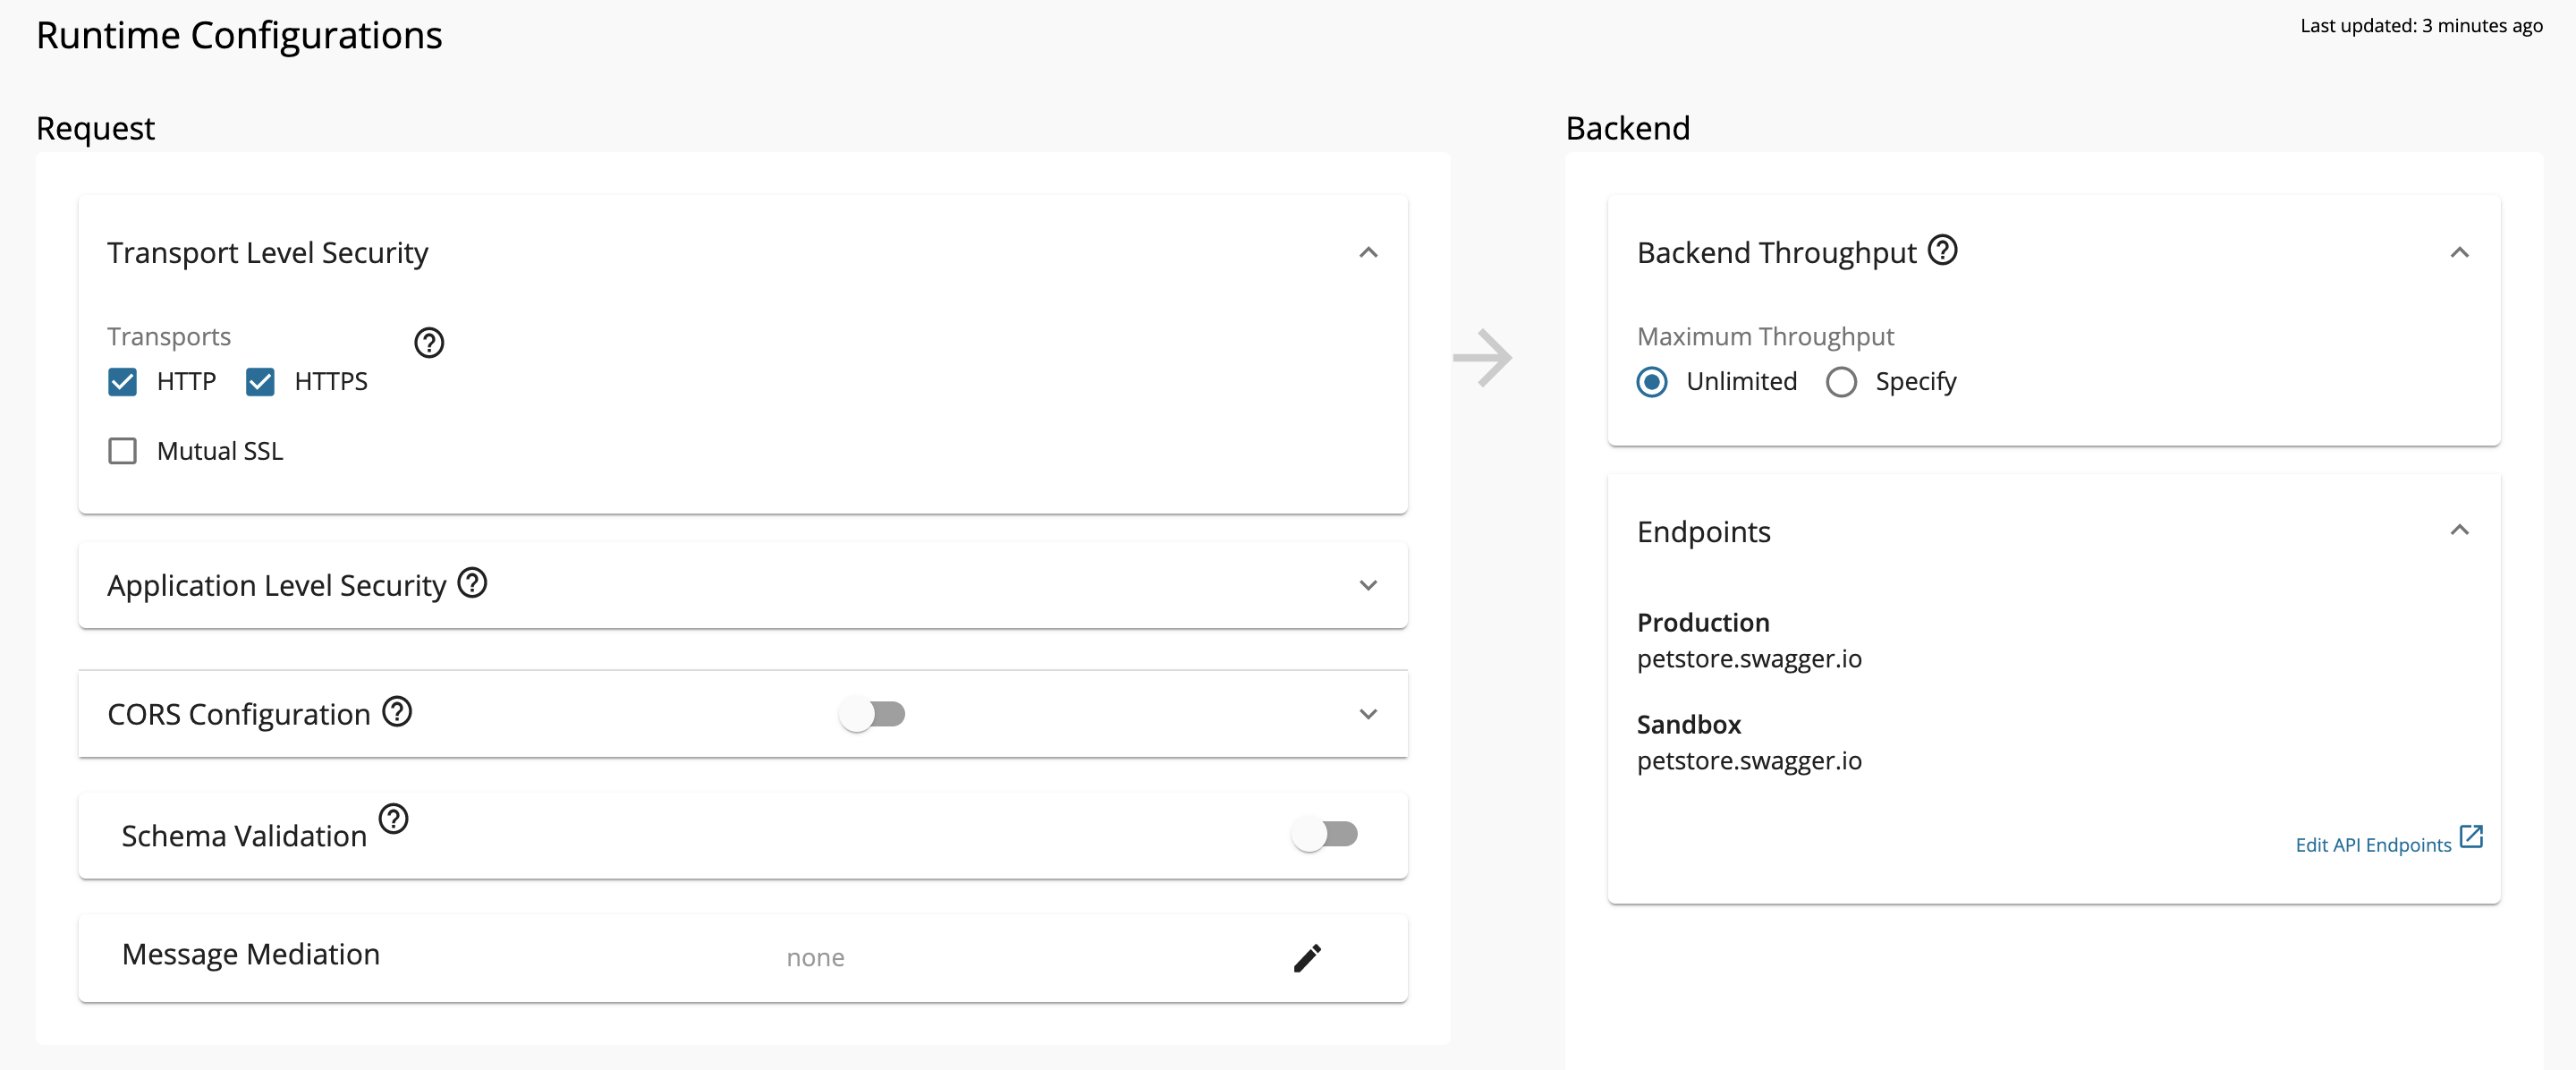 Runtime Configurations
Last updated: 3 minutes ago
Request
Transport Level Security
Transports
HTTP HTTPS
Mutual SSL
Application Level Security
CORS Configuration
Schema Validation
Message Mediation none
Backend
Backend Throughput
Maximum Throughput
Unlimited Specify
Endpoints
Production
petstore.swagger.io
Sandbox
petstore.swagger.io
Edit API Endpoints